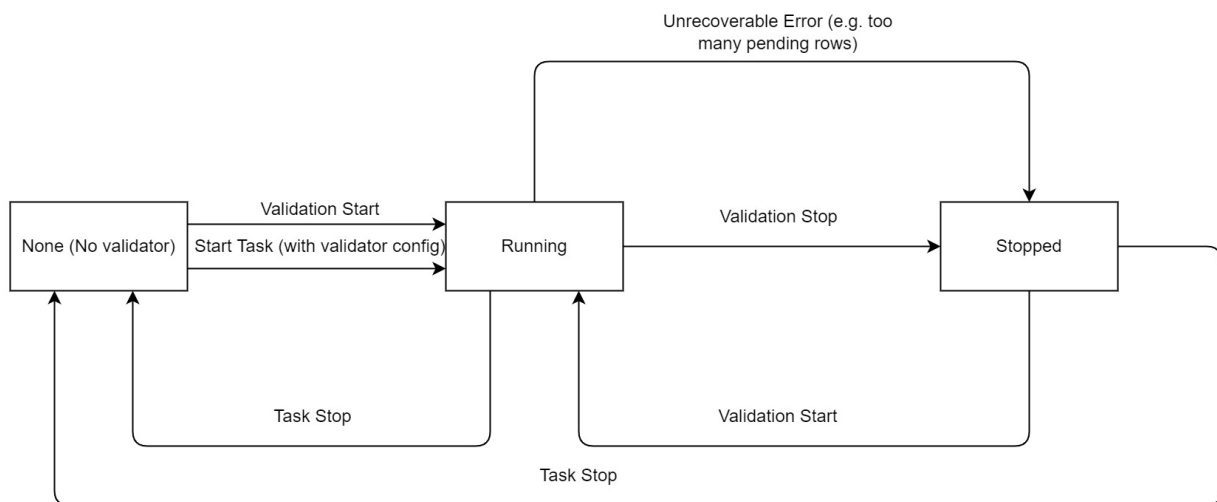 Unrecoverable Error (e.g. too
many pending rows)
Validation Start
None (No validator)
Start Task (with validator config)
Running
Validation Stop
Stopped
Task Stop
Validation Start
Task Stop